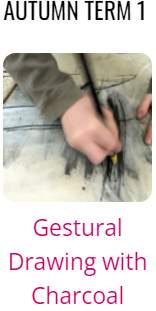 AUTUMN TERM 1
Gestural
Drawing with
Charcoal